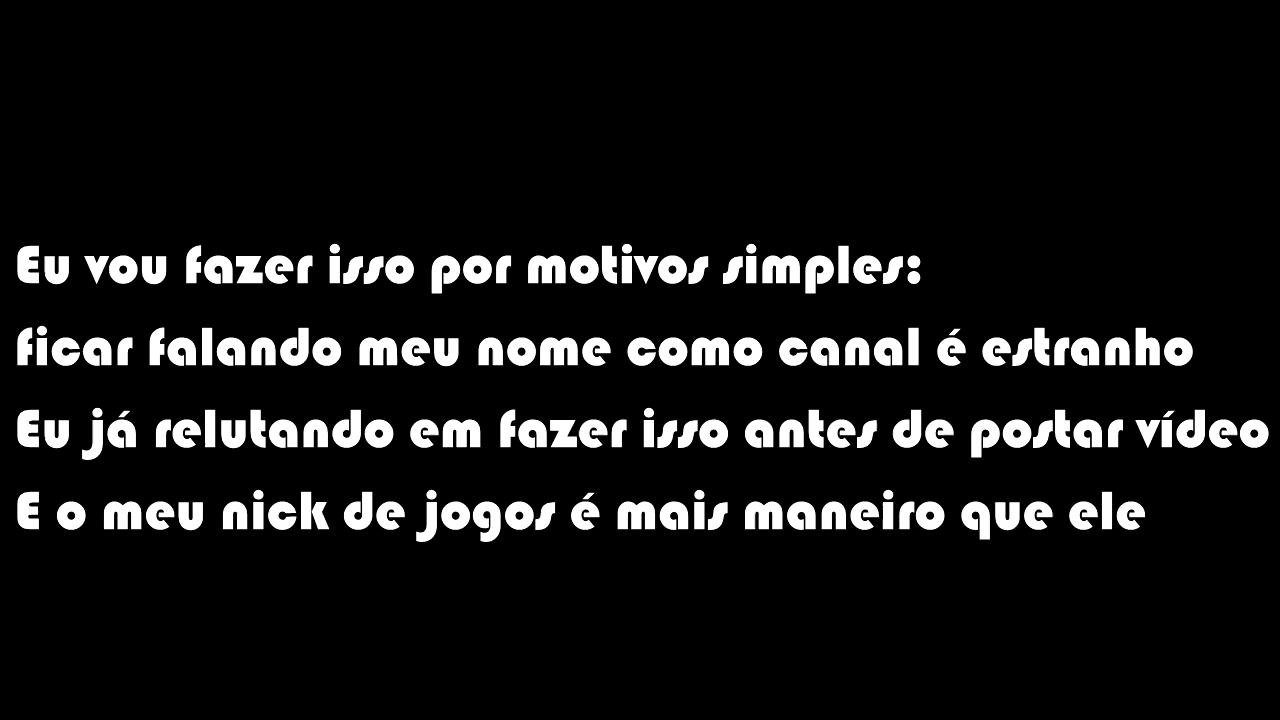 Eu vou fazer isso por motivos simples:
ficar falando meu nome como canal é estranho
Eu já relutando em fazer isso antes de postar vídeo
E o meu nick de jogos é mais maneiro que ele